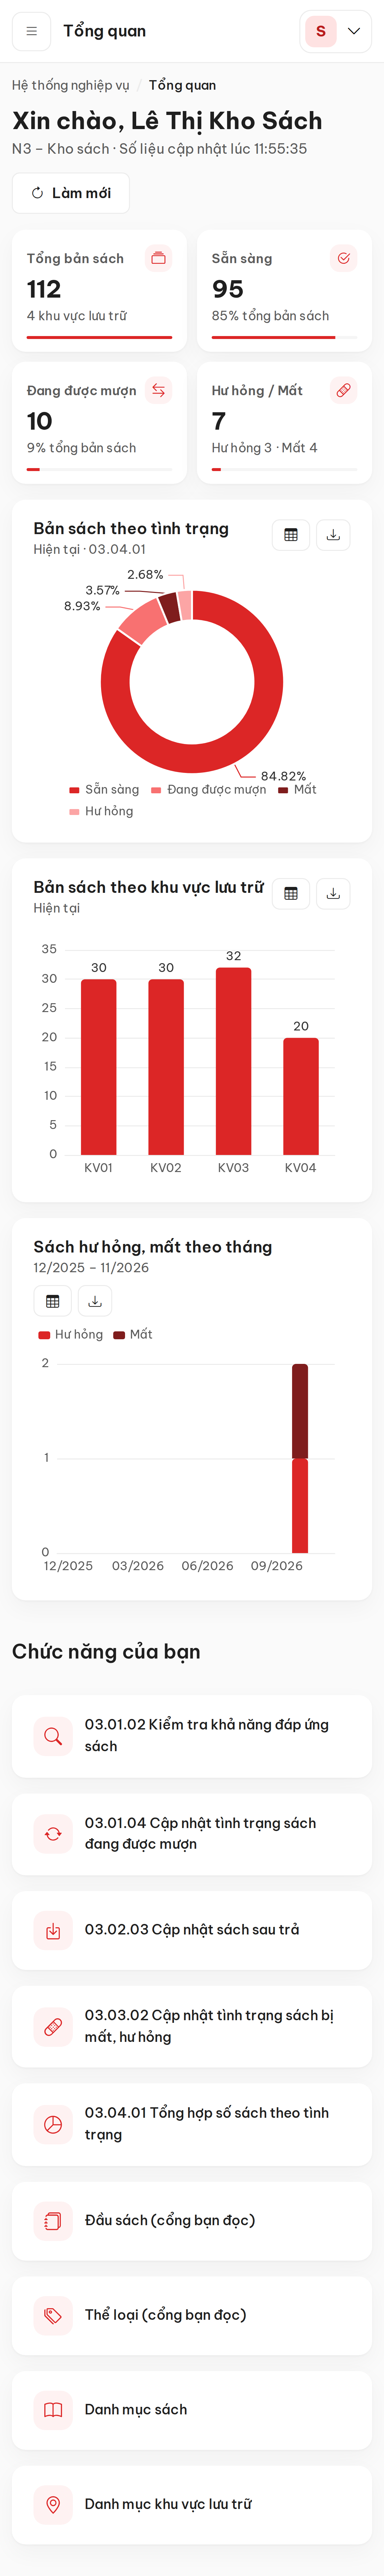 Tổng quan
S
Hệ thống nghiệp vụ / Tổng quan
Xin chào, Lê Thị Kho Sách
N3 – Kho sách · Số liệu cập nhật lúc 11:55:35
Làm mới
Tổng bản sách
112
4 khu vực lưu trữ
Sẵn sàng
95
85% tổng bản sách
Đang được mượn
10
9% tổng bản sách
Hư hỏng / Mất
7
Hư hỏng 3 · Mất 4
Bản sách theo tình trạng
Hiện tại · 03.04.01
2.68%
3.57%
8.93%
84.82%
Sẵn sàng Đang được mượn Mất
Hư hỏng
Bản sách theo khu vực lưu trữ
Hiện tại
35
30
25
20
15
10
5
0
30 30 32 20
KV01 KV02 KV03 KV04
Sách hư hỏng, mất theo tháng
12/2025 – 11/2026
Hư hỏng Mất
2
1
0
12/2025 03/2026 06/2026 09/2026
Chức năng của bạn
03.01.02 Kiểm tra khả năng đáp ứng
sách
03.01.04 Cập nhật tình trạng sách
đang được mượn
03.02.03 Cập nhật sách sau trả
03.03.02 Cập nhật tình trạng sách bị
mất, hư hỏng
03.04.01 Tổng hợp số sách theo tình
trạng
Đầu sách (cổng bạn đọc)
Thể loại (cổng bạn đọc)
Danh mục sách
Danh mục khu vực lưu trữ